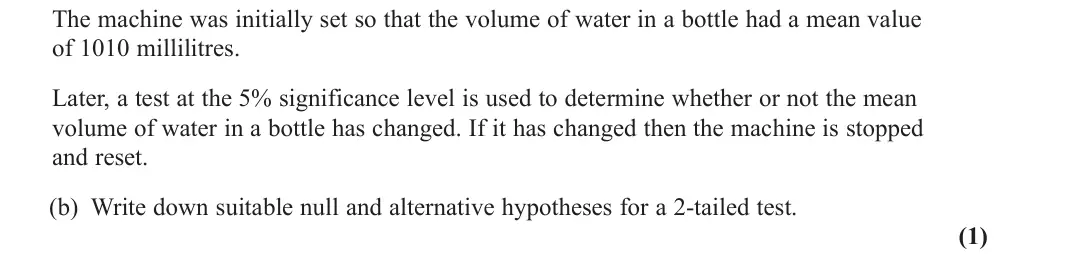 The machine was initially set so that the volume of water in a bottle had a mean value
of 1010 millilitres.
Later, a test at the 5% significance level is used to determine whether or not the mean
volume of water in a bottle has changed. If it has changed then the machine is stopped
and reset.
(b) Write down suitable null and alternative hypotheses for a 2-tailed test.
(1)